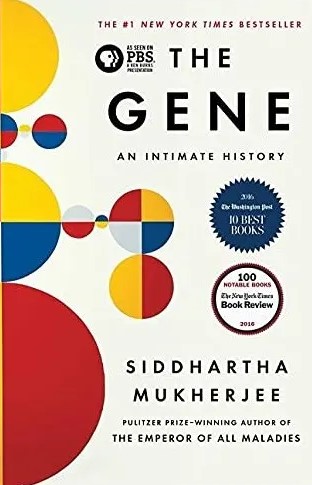 THE #1 NEW YORK TIMES BESTSELLER
AS SEEN ON
PBS
A KEN BURNS
PRESENTATION
THE
GENE
AN INTIMATE HISTORY
2016
The Washington Post
10 BEST
BOOKS
100
NOTABLE BOOKS
The New York Times
Book Review
2016
SIDDHARTHA
MUKHERJEE
PULITZER PRIZE–WINNING AUTHOR OF
THE EMPEROR OF ALL MALADIES